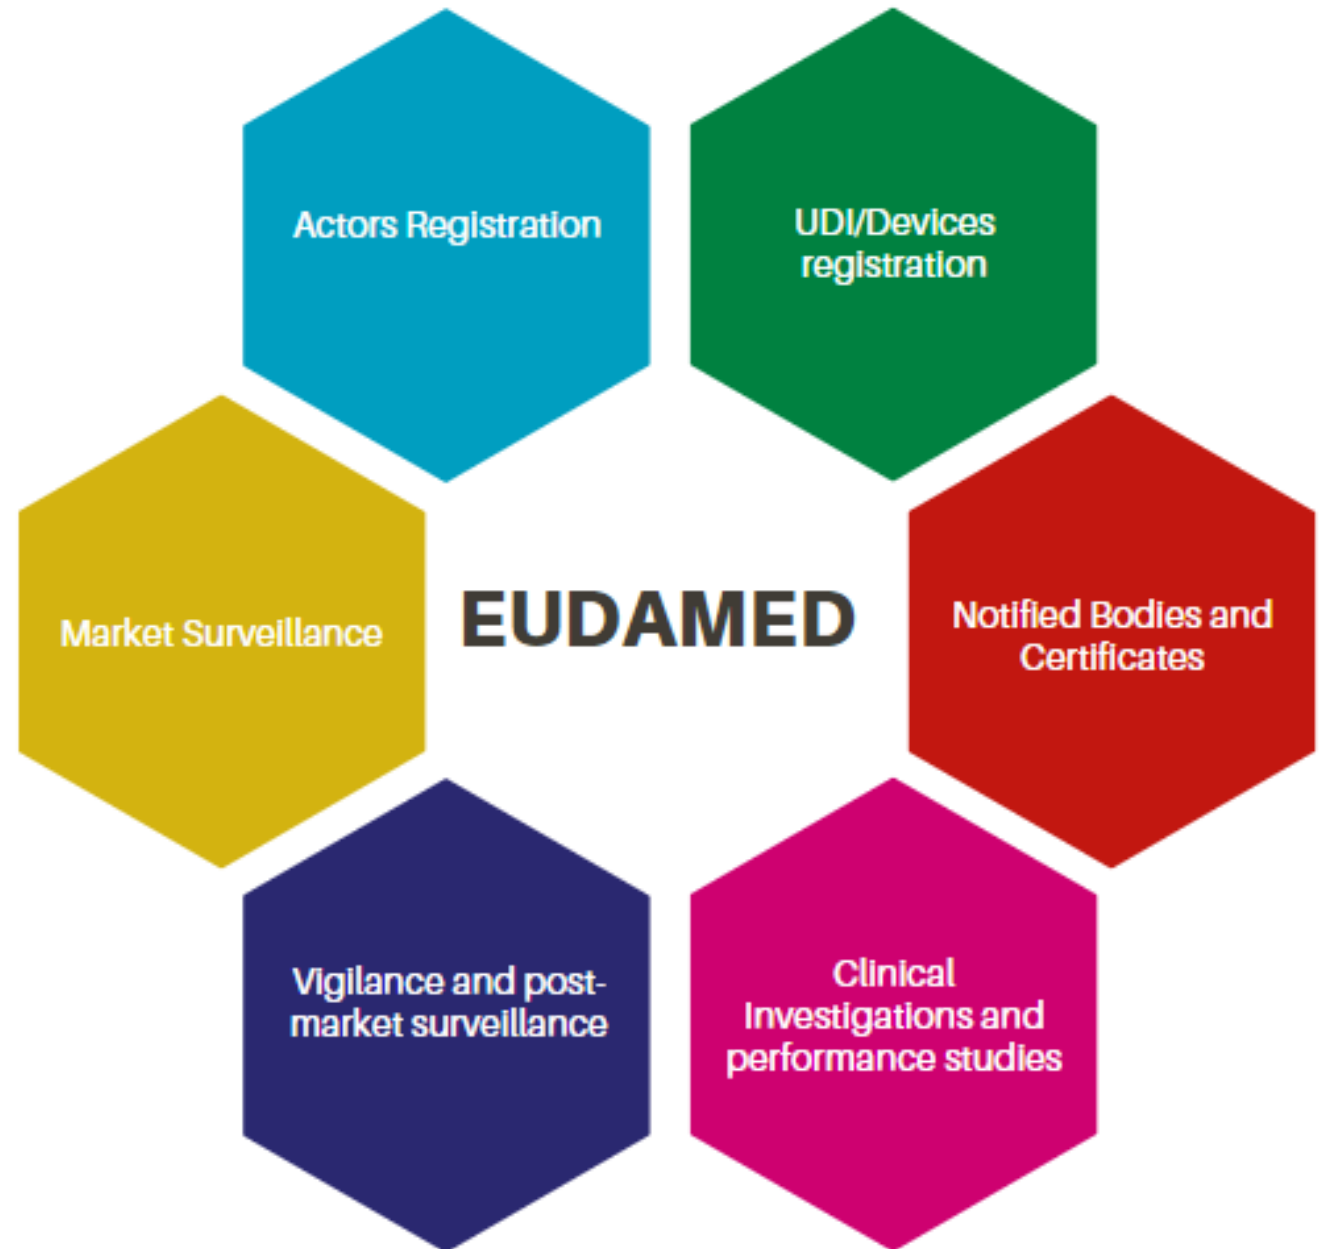 Actors Registration
UDI/Devices
registration
Market Surveillance
EUDAMED
Notified Bodies and
Certificates
Vigilance and post-
market surveillance
Clinical
Investigations and
performance studies